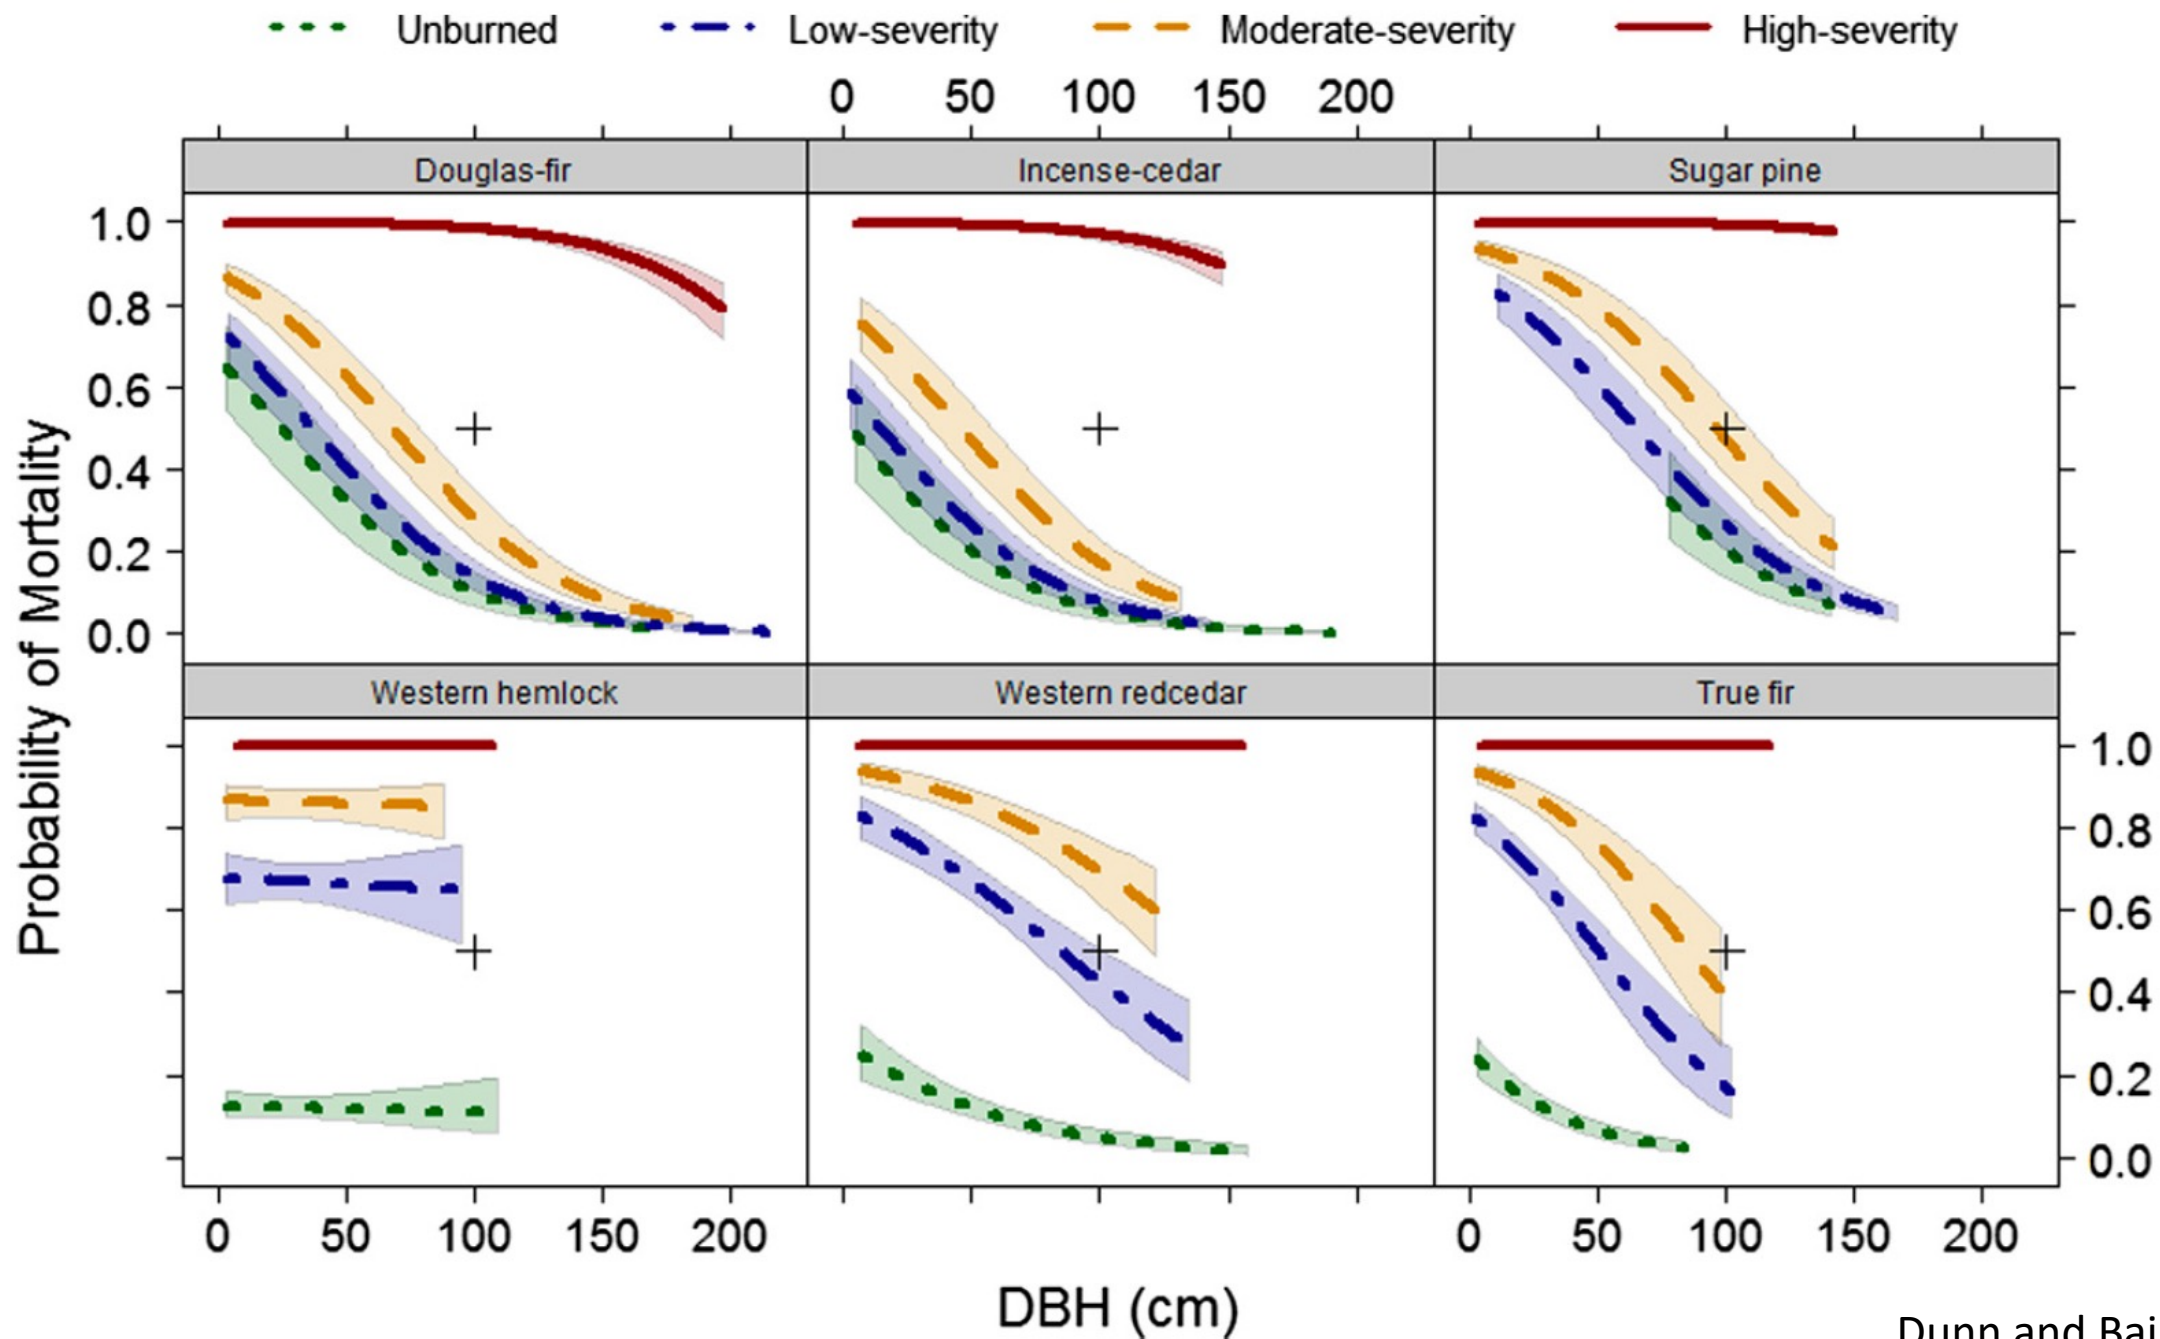 Unburned Low-severity Moderate-severity High-severity
0 50 100 150 200
Douglas-fir Incense-cedar Sugar pine
1.0
0.8
0.6
0.4
0.2
0.0
Probability of Mortality
Western hemlock Western redcedar True fir
1.0
0.8
0.6
0.4
0.2
0.0
0 50 100 150 200 0 50 100 150 200
DBH (cm)
Dunn and Bai